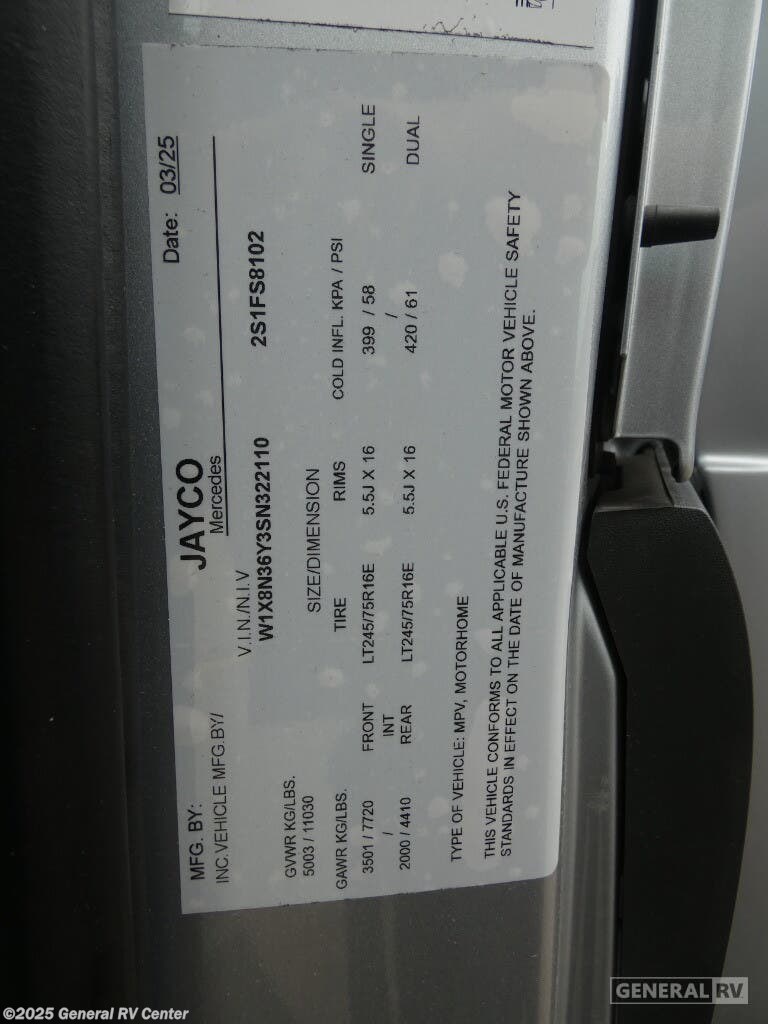 MFG. BY: JAYCO Date: 03/25
INC.VEHICLE MFG.BY/ Mercedes
V.I.N./N.I.V
W1X8N36Y3SN322110 2S1FS8102
GVWR KG/LBS.
5003 / 11030
SIZE/DIMENSION
GAWR KG/LBS. TIRE RIMS COLD INFL. KPA / PSI
3501 / 7720 FRONT LT245/75R16E 5.5J X 16 399 / 58 SINGLE
/ INT /
2000 / 4410 REAR LT245/75R16E 5.5J X 16 420 / 61 DUAL
TYPE OF VEHICLE: MPV, MOTORHOME
THIS VEHICLE CONFORMS TO ALL APPLICABLE U.S. FEDERAL MOTOR VEHICLE SAFETY
STANDARDS IN EFFECT ON THE DATE OF MANUFACTURE SHOWN ABOVE.
GENERAL RV
©2025 General RV Center